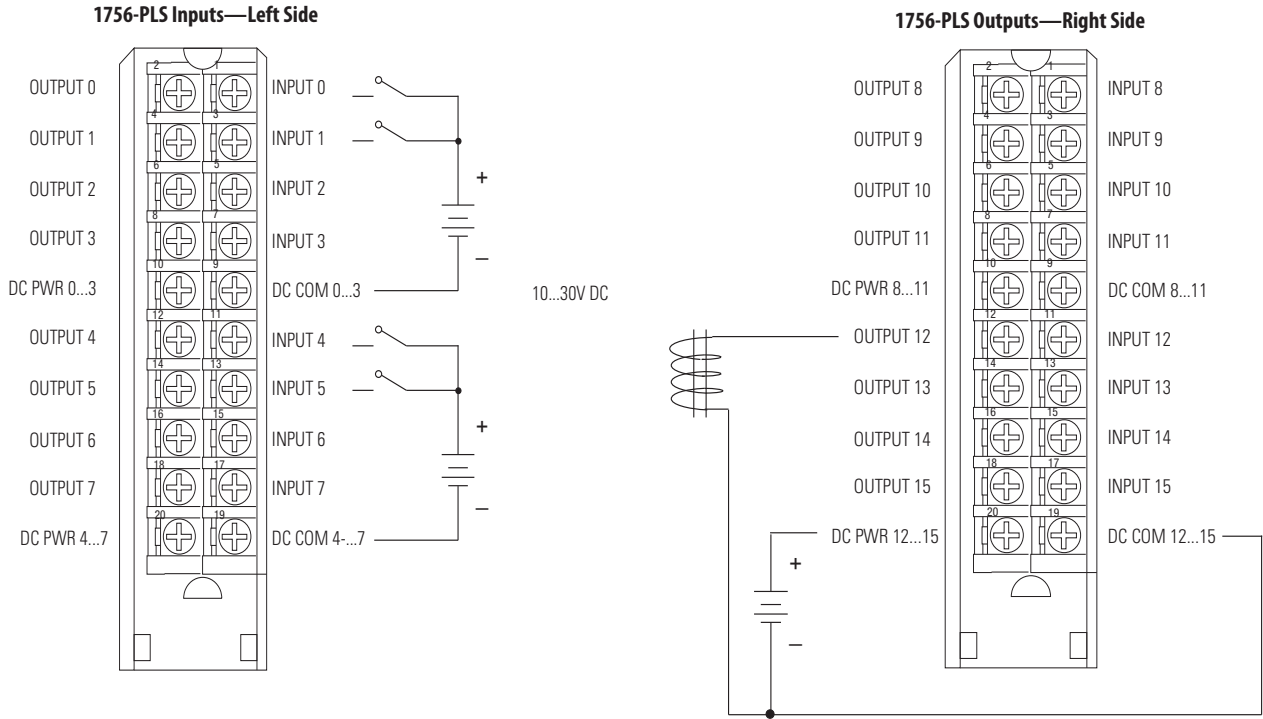 1756-PLS Inputs—Left Side
OUTPUT 0 2 1 INPUT 0
OUTPUT 1 4 3 INPUT 1
OUTPUT 2 6 5 INPUT 2
+
OUTPUT 3 8 7 INPUT 3
–
DC PWR 0...3 10 9 DC COM 0...3
OUTPUT 4 12 11 INPUT 4
OUTPUT 5 14 13 INPUT 5
OUTPUT 6 16 15 INPUT 6
+
OUTPUT 7 18 17 INPUT 7
–
DC PWR 4...7 20 19 DC COM 4-...7
10...30V DC
1756-PLS Outputs—Right Side
OUTPUT 8 2 1 INPUT 8
OUTPUT 9 4 3 INPUT 9
OUTPUT 10 6 5 INPUT 10
OUTPUT 11 8 7 INPUT 11
DC PWR 8...11 10 9 DC COM 8...11
OUTPUT 12 12 11 INPUT 12
OUTPUT 13 14 13 INPUT 13
OUTPUT 14 16 15 INPUT 14
OUTPUT 15 18 17 INPUT 15
DC PWR 12...15 20 19 DC COM 12...15
+
–